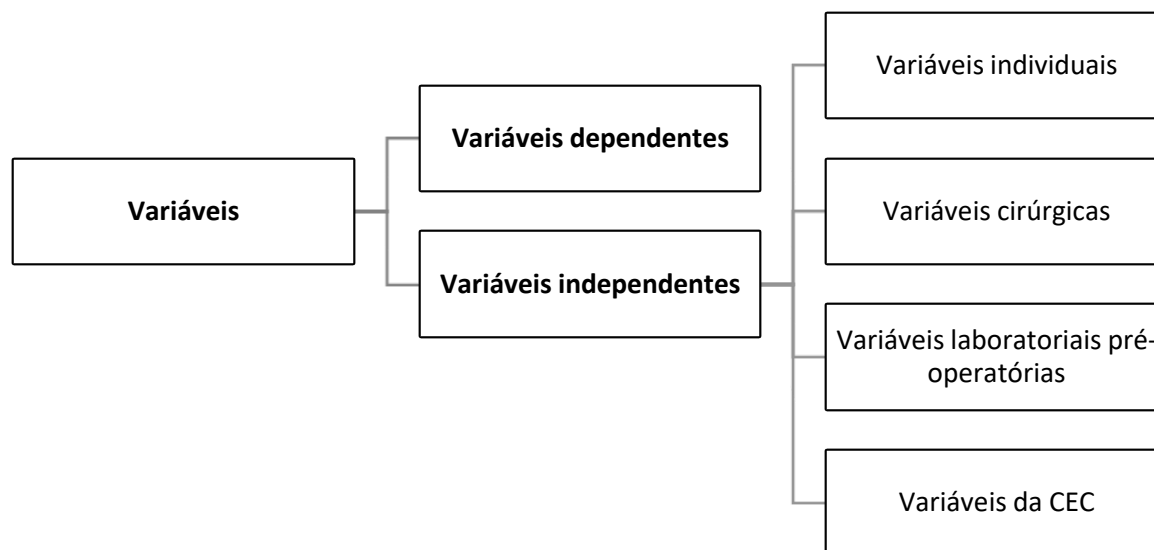 Variáveis
Variáveis dependentes
Variáveis independentes
Variáveis individuais
Variáveis cirúrgicas
Variáveis laboratoriais pré-
operatórias
Variáveis da CEC